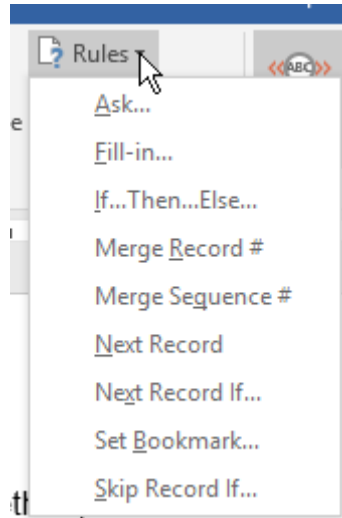 Rules
«ABC»
e
Ask...
Fill-in...
If...Then...Else...
Merge Record #
Merge Sequence #
Next Record
Next Record If...
Set Bookmark...
Skip Record If...